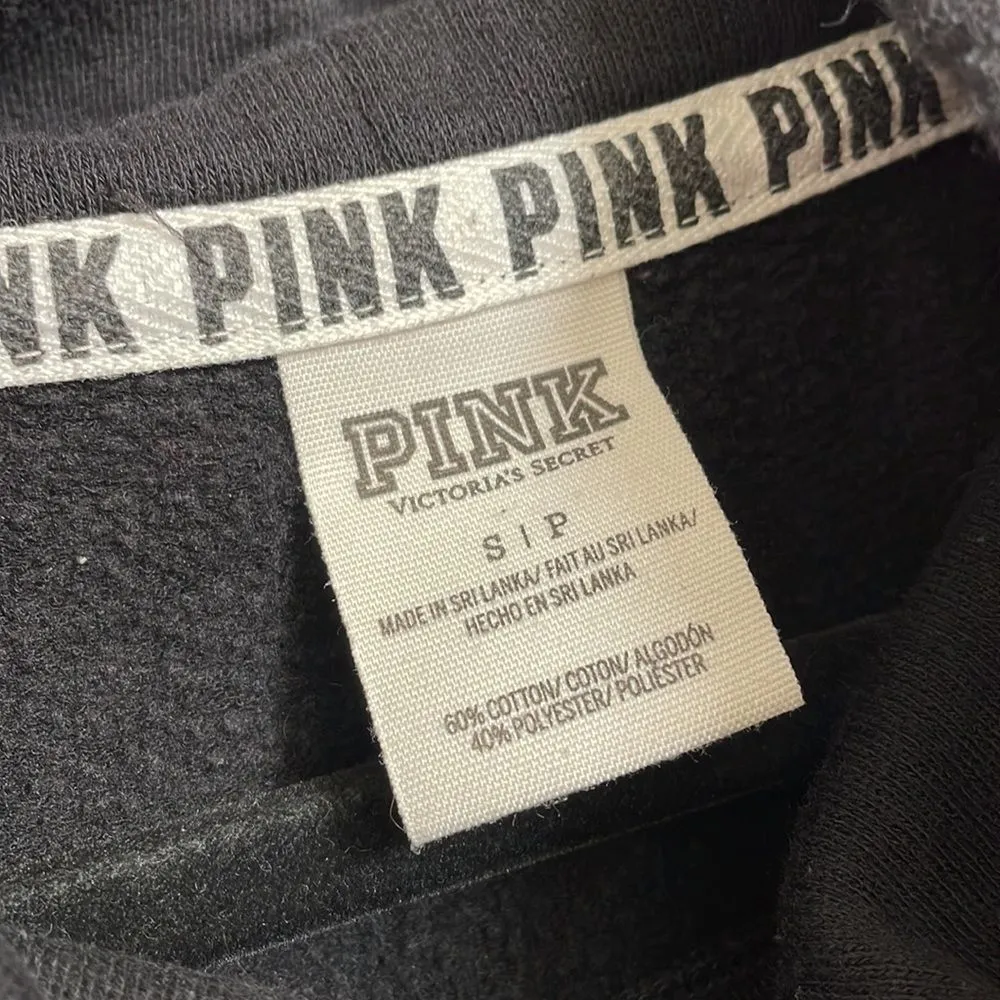 NK PINK PINK PINK
PINK
VICTORIA'S SECRET
S | P
MADE IN SRI LANKA/ FAIT AU SRI LANKA/
HECHO EN SRI LANKA
60% COTTON/ COTON/ ALGODÓN
40% POLYESTER/ POLIÉSTER